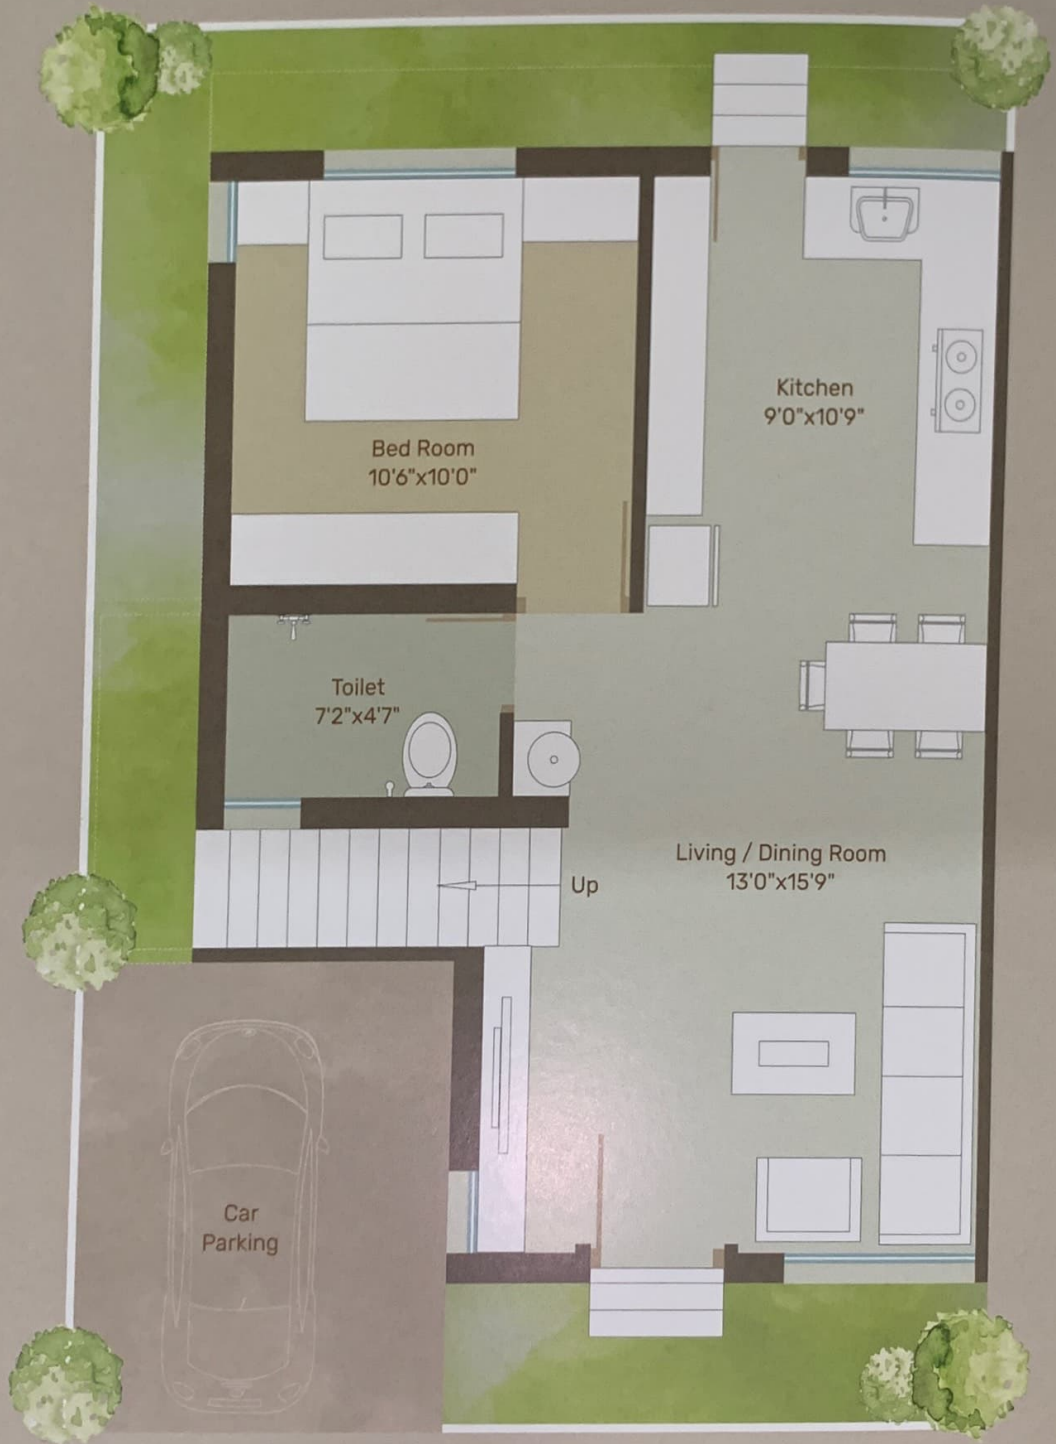 Kitchen
9'0"x10'9"
Bed Room
10'6"x10'0"
Toilet
7'2"x4'7"
Living / Dining Room
13'0"x15'9"
Up
Car
Parking